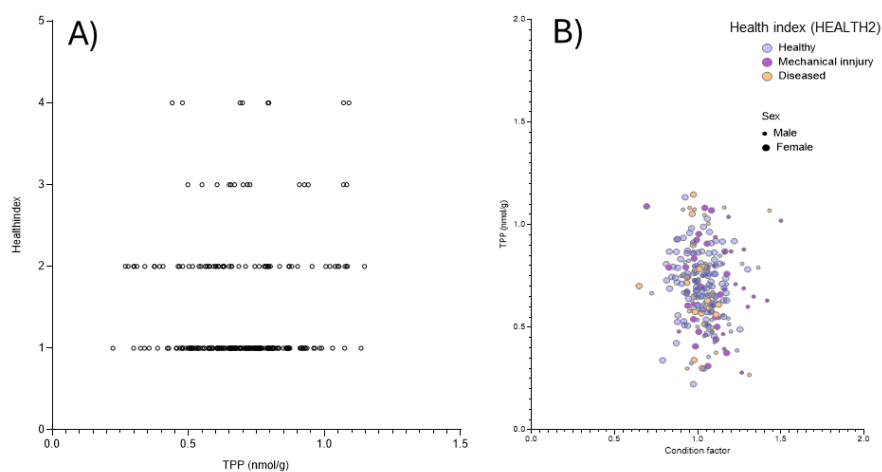 A)
5
4
3
2
1
0
Healthindex
0.0
0.5
1.0
1.5
TPP (nmol/g)
B)
2.0
1.5
1.0
0.5
0.0
TPP (nmol/g)
0.0
0.5
1.0
1.5
2.0
Condition factor
Health index (HEALTH2)
Healthy
Mechanical innjury
Diseased
Sex
Male
Female